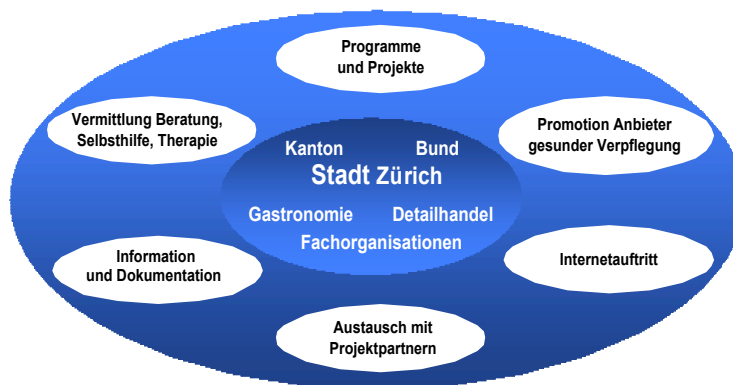 Programme
und Projekte
Vermittlung Beratung,
Selbsthilfe, Therapie
Promotion Anbieter
gesunder Verpflegung
Kanton Bund
Stadt Zürich
Gastronomie Detailhandel
Fachorganisationen
Information
und Dokumentation
Internetauftritt
Austausch mit
Projektpartnern